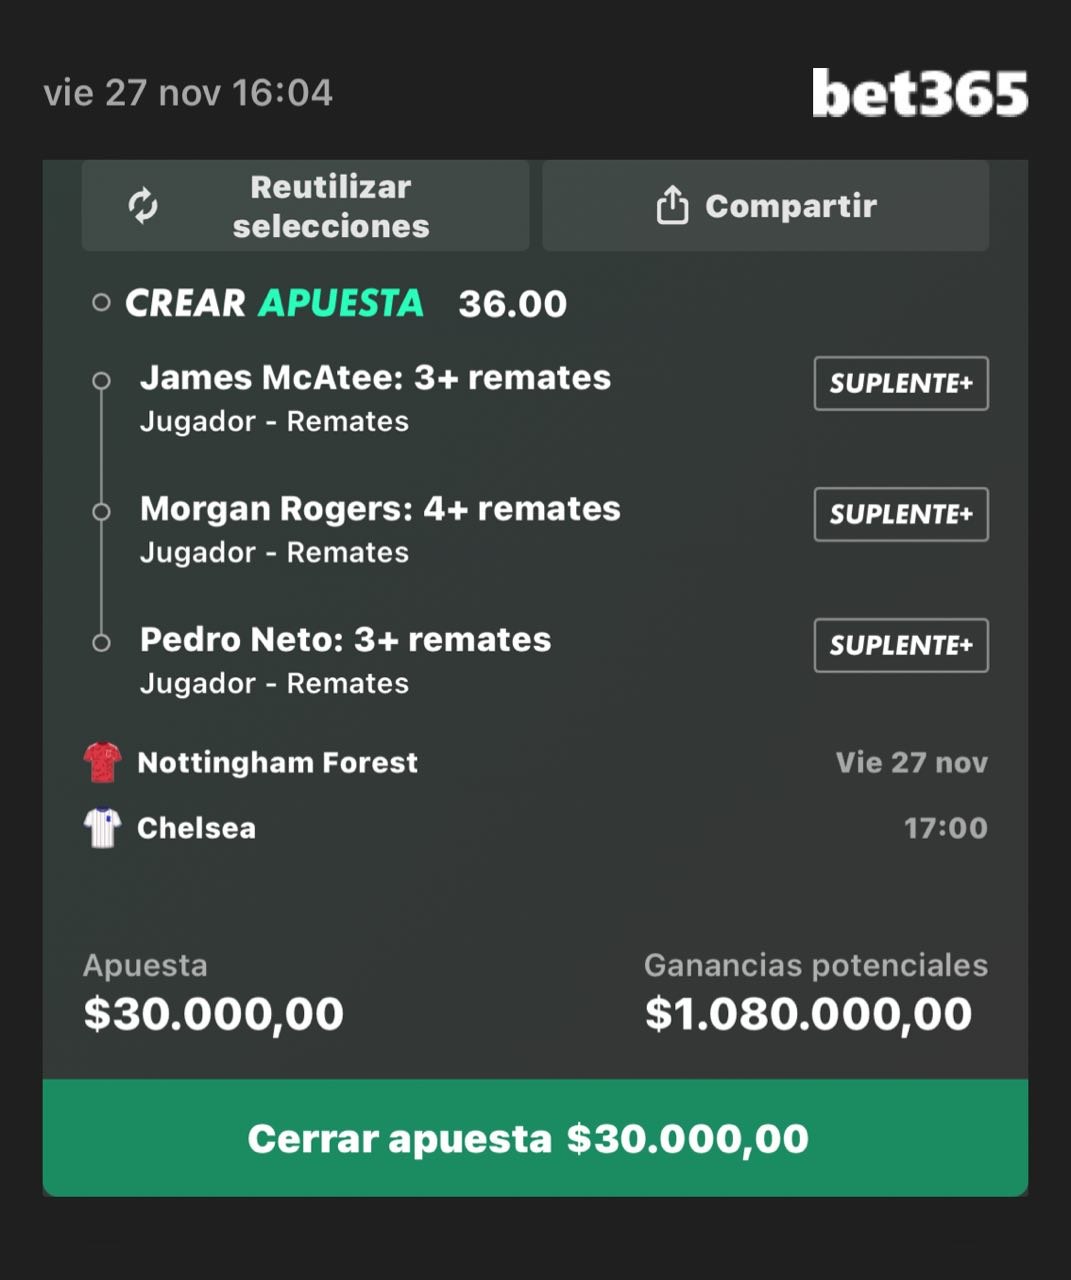 vie 27 nov 16:04
bet365
Reutilizar
selecciones
Compartir
CREAR APUESTA 36.00
James McAtee: 3+ remates
SUPLENTE+
Jugador - Remates
Morgan Rogers: 4+ remates
SUPLENTE+
Jugador - Remates
Pedro Neto: 3+ remates
SUPLENTE+
Jugador - Remates
Nottingham Forest
Vie 27 nov
Chelsea
17:00
Apuesta
Ganancias potenciales
$30.000,00
$1.080.000,00
Cerrar apuesta $30.000,00